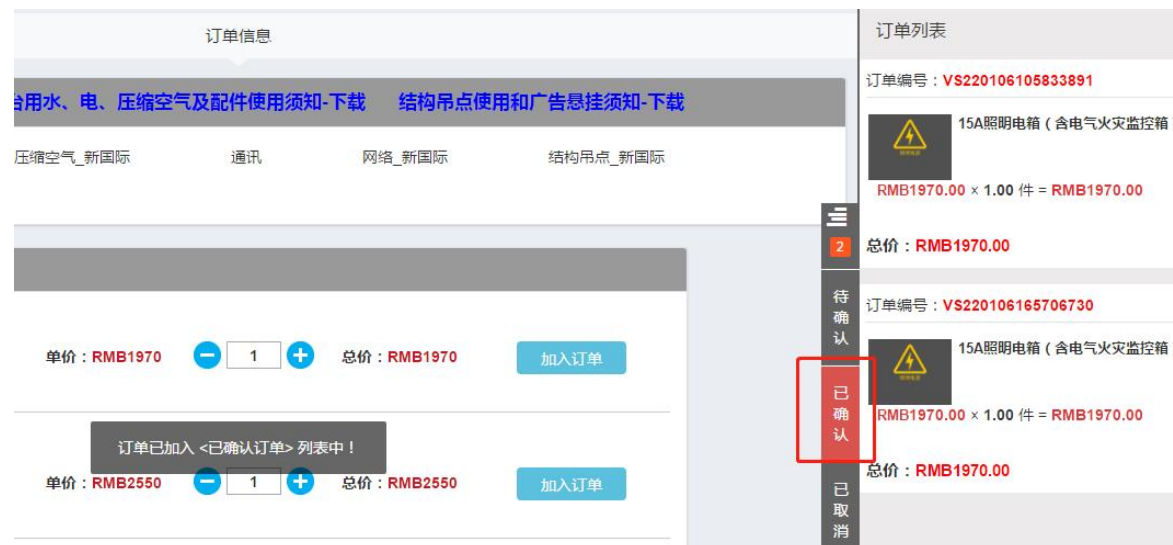 订单信息
台用水、电、压缩空气及配件使用须知-下载 结构吊点使用和广告悬挂须知-下载
压缩空气_新国际 通讯 网络_新国际 结构吊点_新国际
单价：RMB1970 1 总价：RMB1970 加入订单
订单已加入 <已确认订单> 列表中！
单价：RMB2550 1 总价：RMB2550 加入订单
2
待确认
已确认
已取消
订单列表
订单编号：VS220106105833891
15A照明电箱（含电气火灾监控箱
RMB1970.00 × 1.00 件 = RMB1970.00
总价：RMB1970.00
订单编号：VS220106165706730
15A照明电箱（含电气火灾监控箱
RMB1970.00 × 1.00 件 = RMB1970.00
总价：RMB1970.00